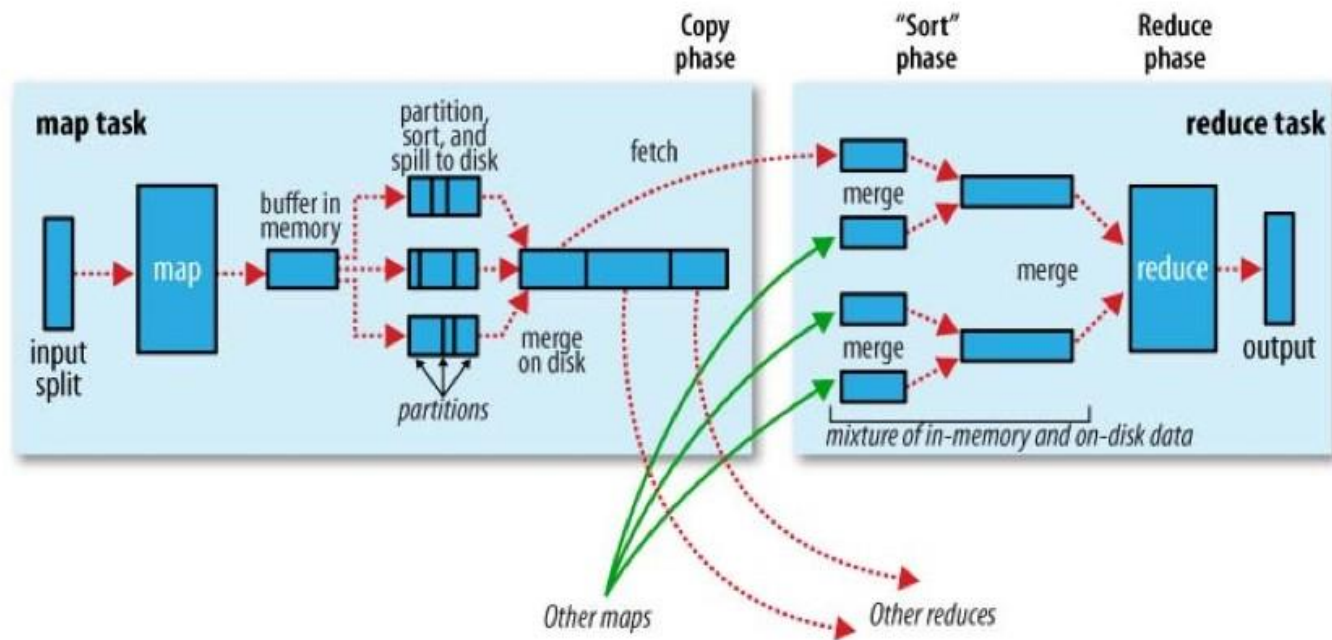 Copy
phase
“Sort”
phase
Reduce
phase
map task
partition,
sort, and
spill to disk
fetch
reduce task
buffer in
memory
merge
map
merge
reduce
input
split
merge
on disk
merge
output
partitions
mixture of in-memory and on-disk data
Other maps
Other reduces